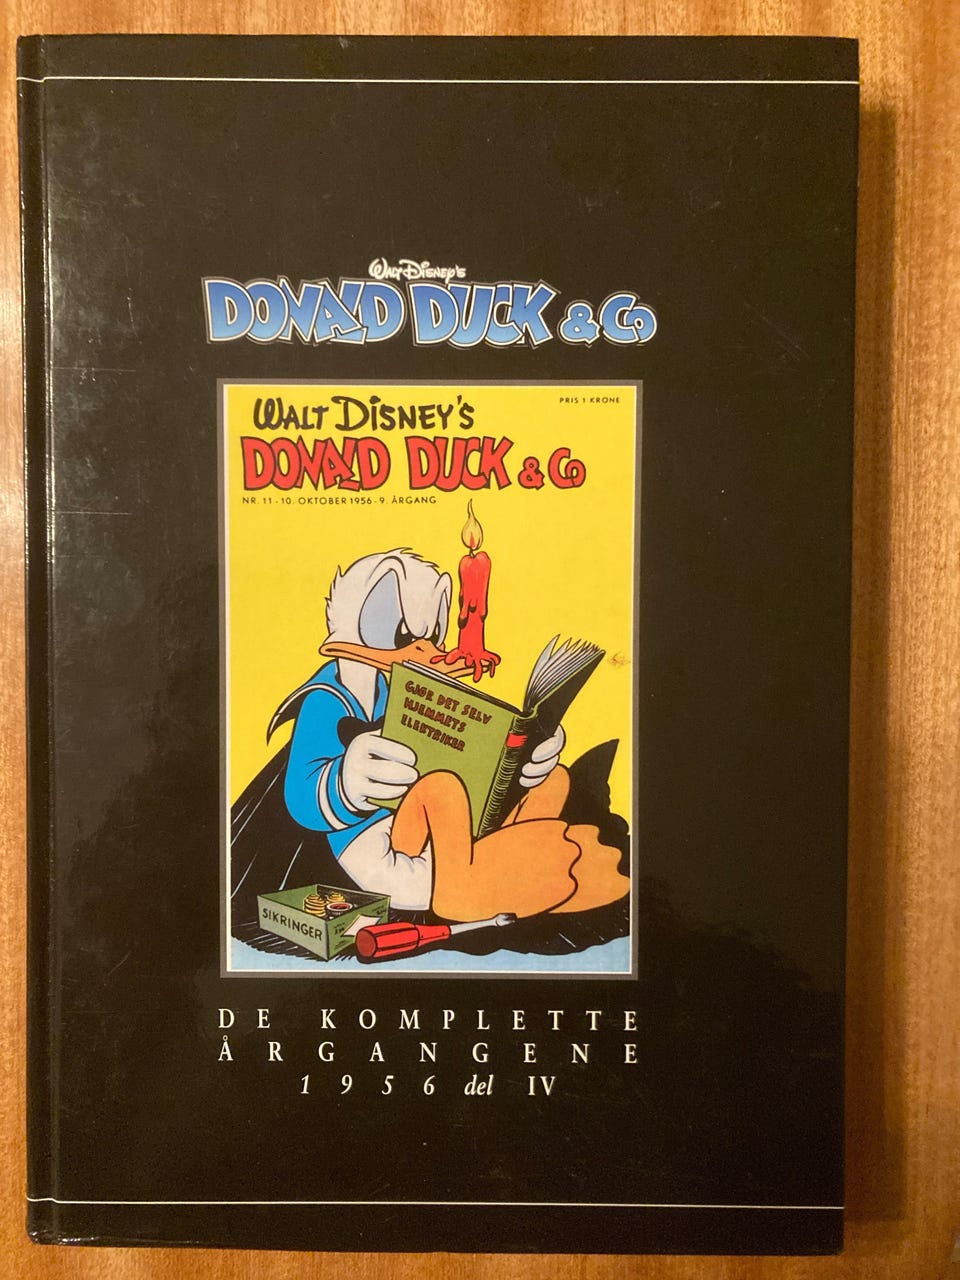 Walt Disney's
DONALD DUCK & Co
PRIS 1 KRONE
WALT DISNEY'S
DONALD DUCK & Co
NR. 11 - 10. OKTOBER 1956 - 9. ÅRGANG
GJØR DET SELV
HJEMMETS
ELEKTRIKER
SIKRINGER
DE KOMPLETTE
ÅRGANGENE
1956 del IV